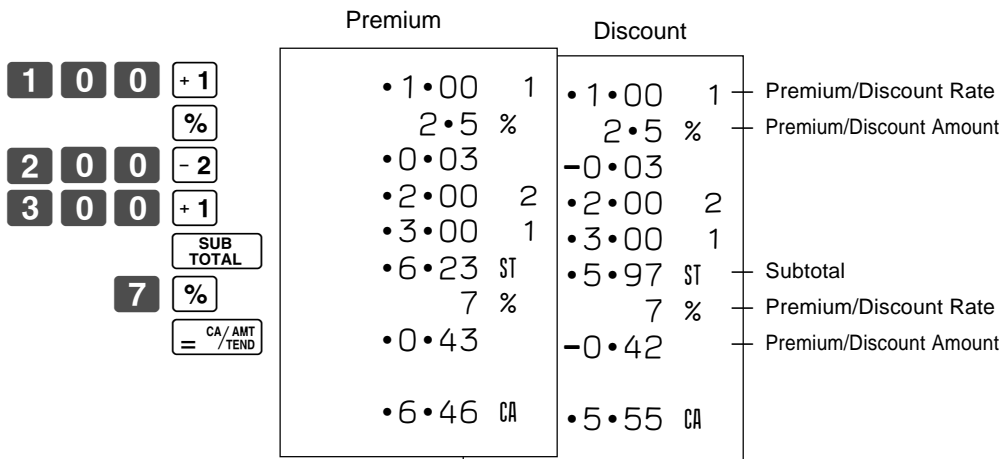 Premium Discount
1 0 0 + 1 •1•00 1 •1•00 1 Premium/Discount Rate
% 2•5 % 2•5 % Premium/Discount Amount
2 0 0 - 2 •0•03 -0•03
3 0 0 + 1 •2•00 2 •2•00 2
•3•00 1 •3•00 1
SUB TOTAL •6•23 ST •5•97 ST Subtotal
7 % 7 % 7 % Premium/Discount Rate
= CA/AMT /TEND •0•43 -0•42 Premium/Discount Amount
•6•46 CA •5•55 CA